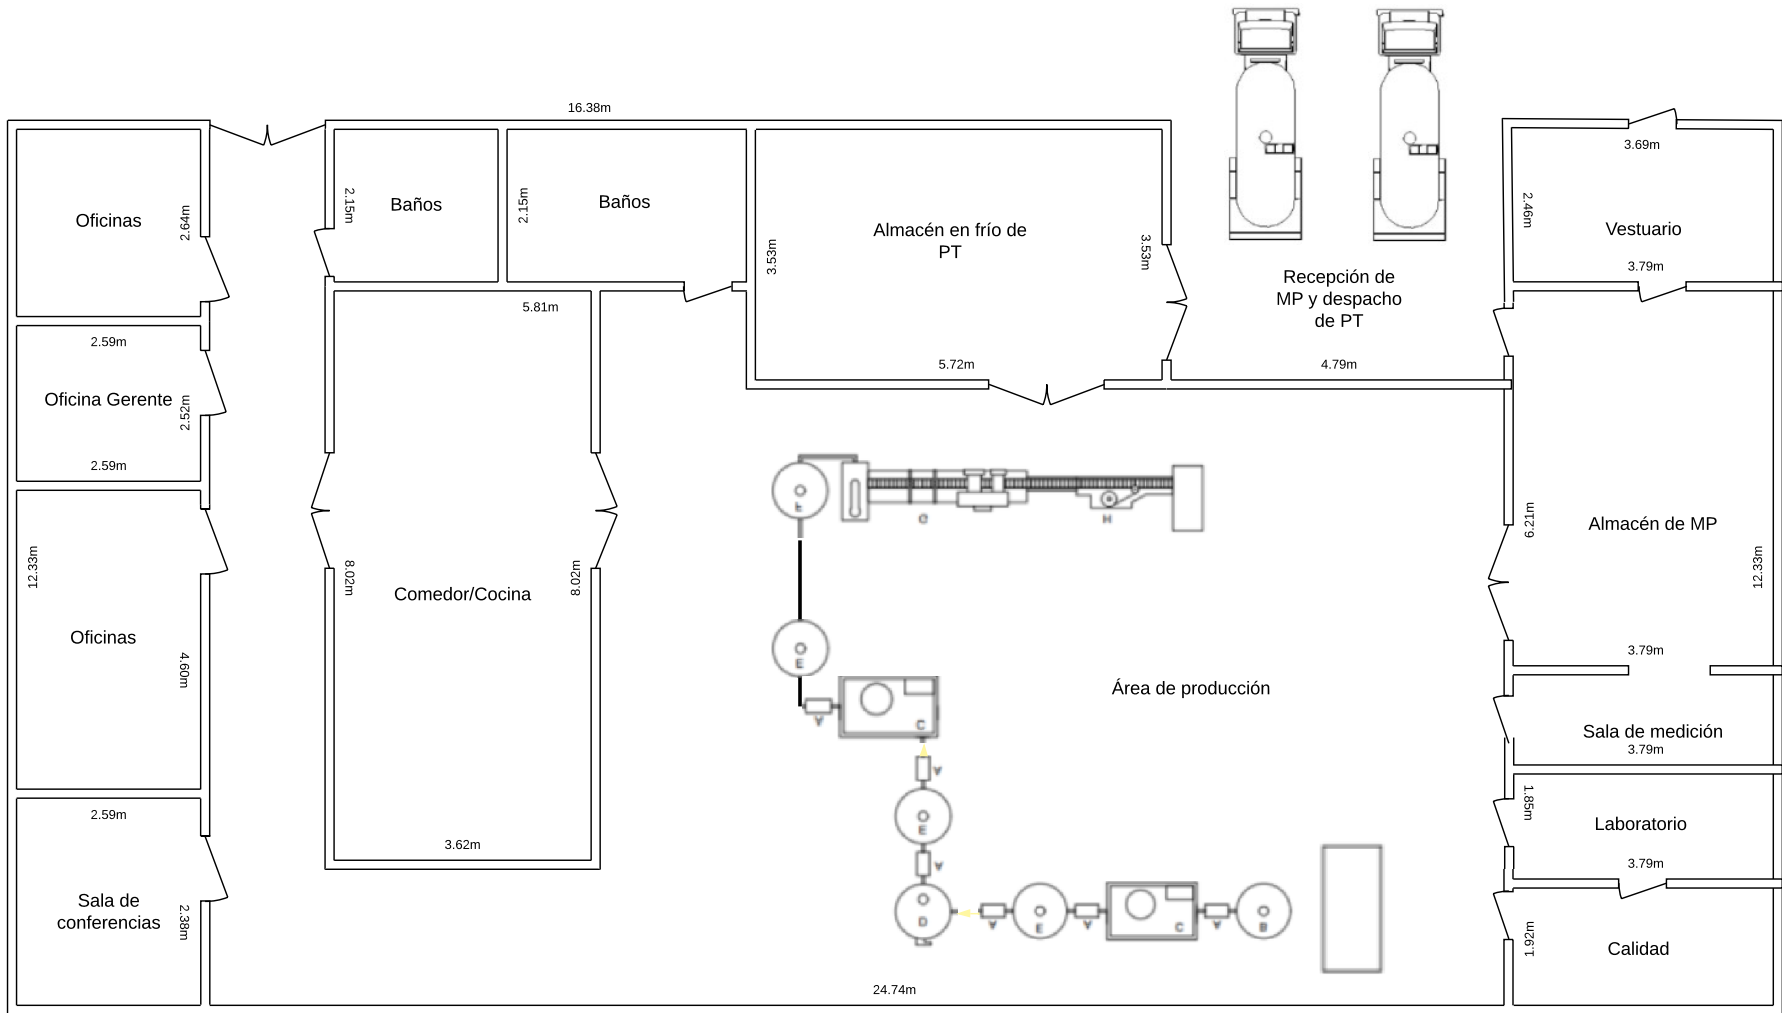 16.38m
3.69m
Oficinas
2.64m
2.15m
Baños
2.15m
Baños
Almacén en frío de
PT
3.53m
3.53m
2.46m
Vestuario
3.79m
Recepción de
MP y despacho
de PT
5.81m
2.59m
Oficina Gerente
2.52m
2.59m
5.72m
4.79m
F
G
H
6.21m
Almacén de MP
12.33m
Oficinas
4.60m
8.02m
Comedor/Cocina
8.02m
12.33m
E
A
C
Área de producción
3.79m
Sala de medición
3.79m
A
E
A
1.85m
Laboratorio
3.79m
2.59m
3.62m
Sala de
conferencias
2.38m
D
A
E
A
C
A
B
1.92m
Calidad
24.74m